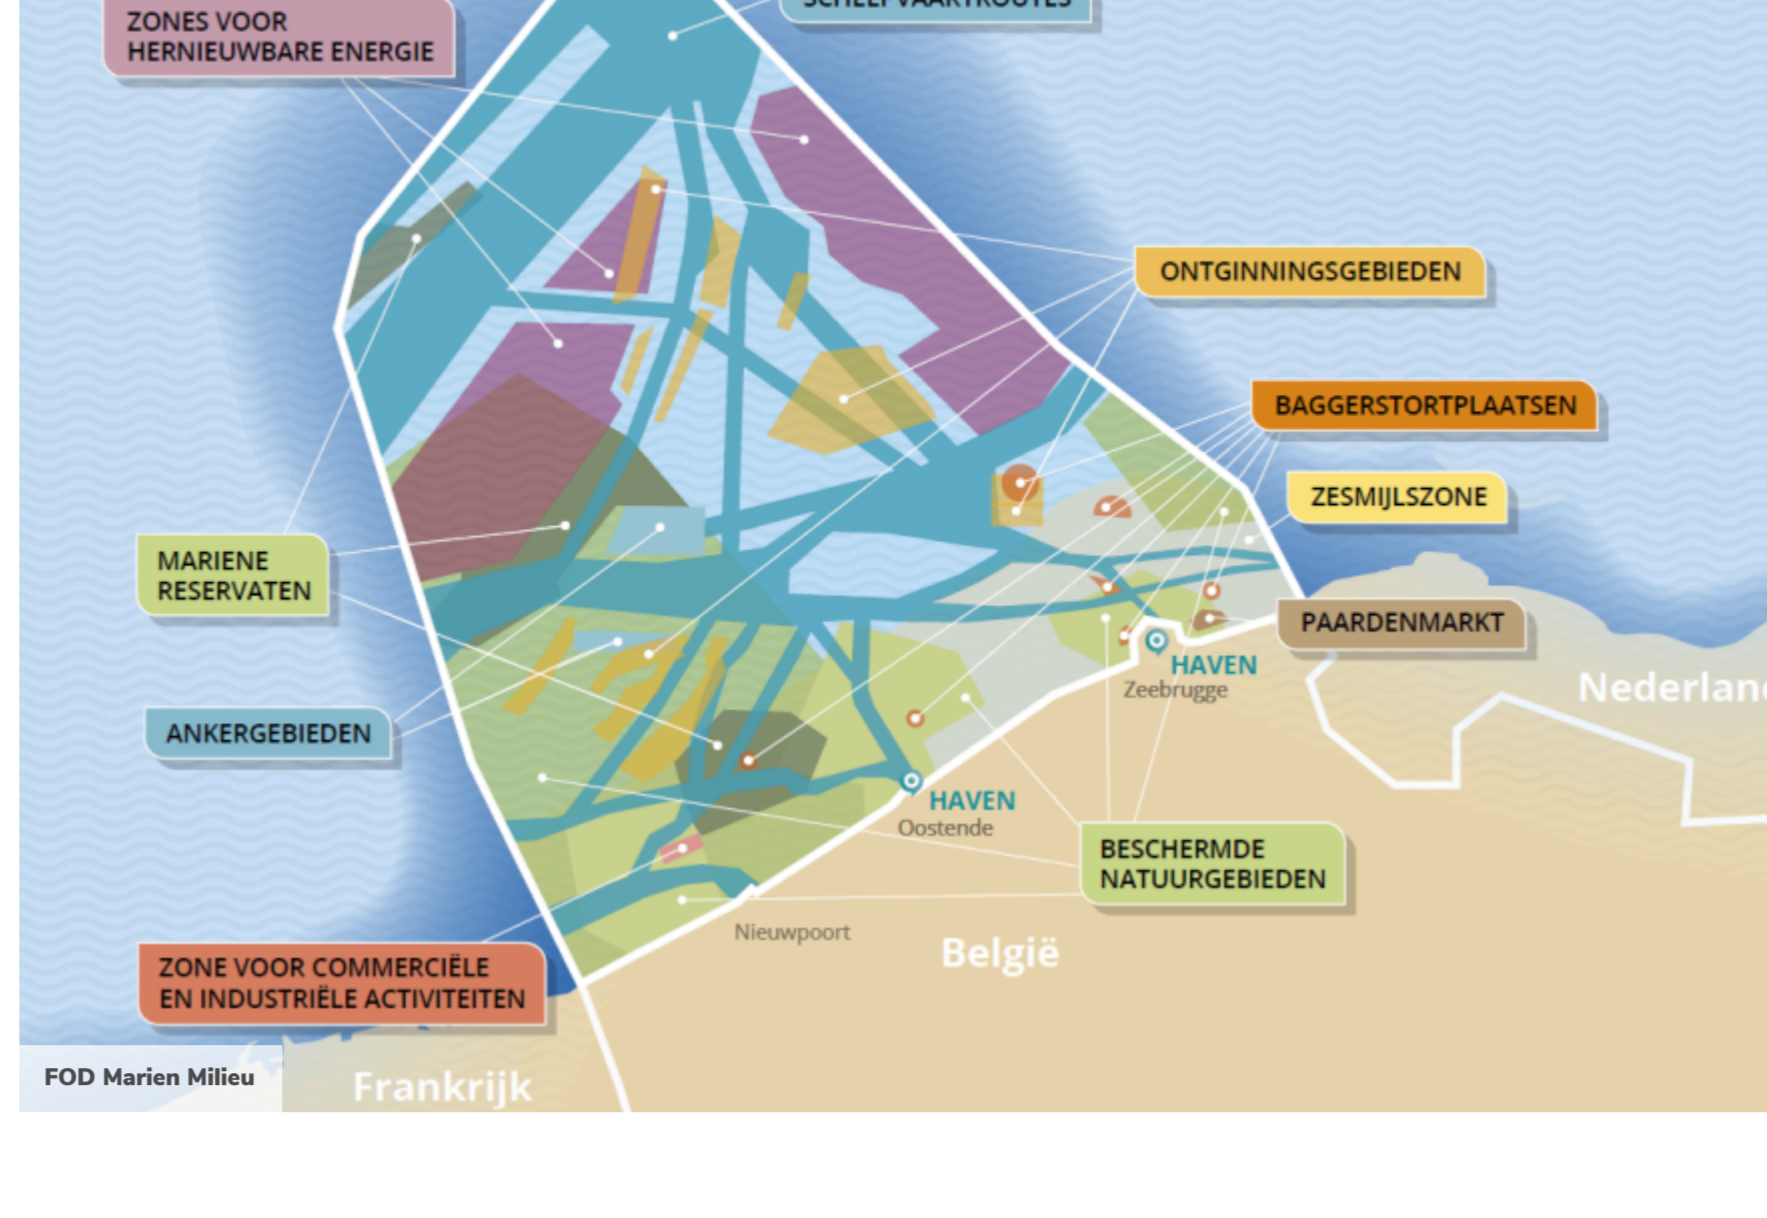 SCHEEPVAARTROUTES
ZONES VOOR
HERNIEUWBARE ENERGIE
ONTGINNINGSGEBIEDEN
BAGGERSTORTPLAATSEN
ZESMIJLSZONE
MARIENE
RESERVATEN
PAARDENMARKT
HAVEN
Zeebrugge
Nederlan
ANKERGEBIEDEN
HAVEN
Oostende
BESCHERMDE
NATUURGEBIEDEN
Nieuwpoort
België
ZONE VOOR COMMERCIËLE
EN INDUSTRIËLE ACTIVITEITEN
FOD Marien Milieu
Frankrijk